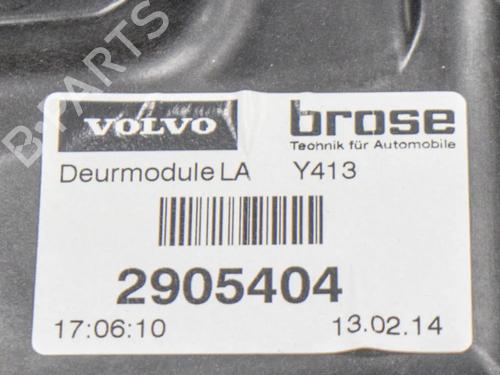 VOLVO brose
Technik für Automobile
Deurmodule LA Y413
2905404
17:06:10 13.02.14
B-PARTS